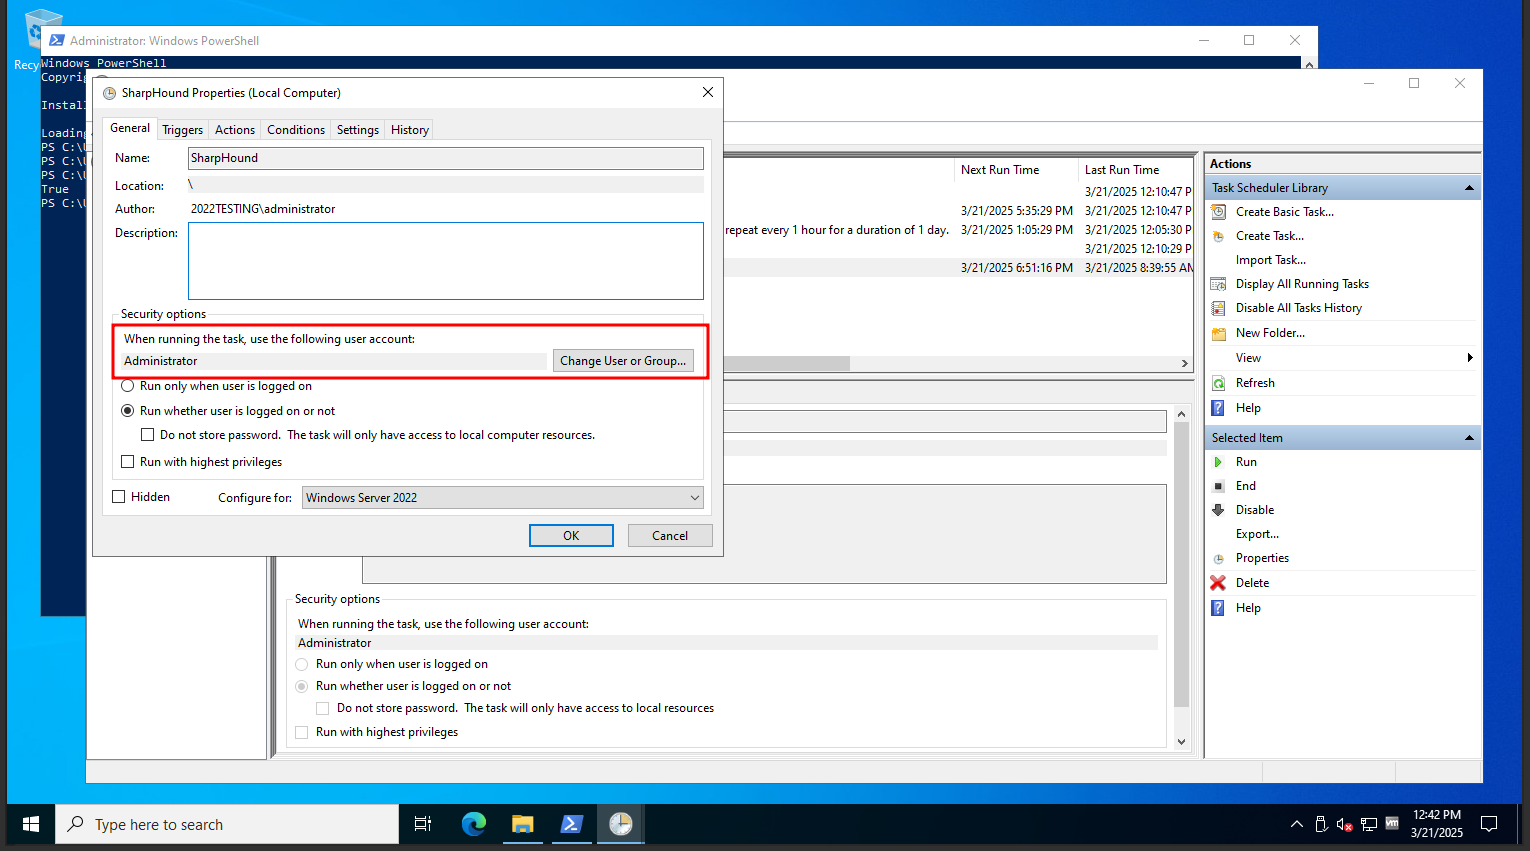 Recy
Administrator: Windows PowerShell
Windows PowerShell
Copyri
Install
Loading
PS C:\U
PS C:\U
PS C:\U
True
PS C:\U
SharpHound Properties (Local Computer)
General Triggers Actions Conditions Settings History
Name: SharpHound
Location: \
Author: 2022TESTING\administrator
Description:
Security options
When running the task, use the following user account:
Administrator Change User or Group...
Run only when user is logged on
Run whether user is logged on or not
Do not store password. The task will only have access to local computer resources.
Run with highest privileges
Hidden Configure for: Windows Server 2022
OK Cancel
Next Run Time Last Run Time
3/21/2025 12:10:47 P
3/21/2025 5:35:29 PM 3/21/2025 12:10:47 P
repeat every 1 hour for a duration of 1 day. 3/21/2025 1:05:29 PM 3/21/2025 12:05:30 P
3/21/2025 12:10:29 P
3/21/2025 6:51:16 PM 3/21/2025 8:39:55 AM
Security options
When running the task, use the following user account:
Administrator
Run only when user is logged on
Run whether user is logged on or not
Do not store password. The task will only have access to local resources
Run with highest privileges
Actions
Task Scheduler Library
Create Basic Task...
Create Task...
Import Task...
Display All Running Tasks
Disable All Tasks History
New Folder...
View
Refresh
Help
Selected Item
Run
End
Disable
Export...
Properties
Delete
Help
Type here to search
vm
12:42 PM
3/21/2025